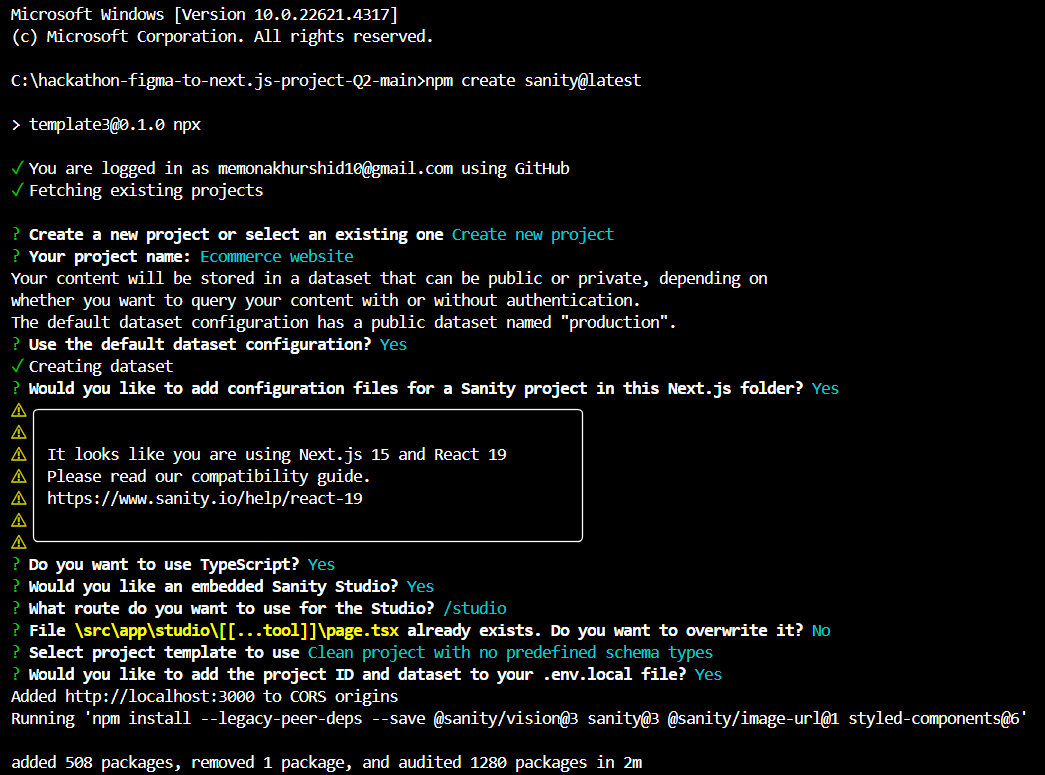 Microsoft Windows [Version 10.0.22621.4317]
(c) Microsoft Corporation. All rights reserved.
C:\hackathon-figma-to-next.js-project-Q2-main>npm create sanity@latest
> template3@0.1.0 npx
✓ You are logged in as memonakhurshid10@gmail.com using GitHub
✓ Fetching existing projects
? Create a new project or select an existing one Create new project
? Your project name: Ecommerce website
Your content will be stored in a dataset that can be public or private, depending on
whether you want to query your content with or without authentication.
The default dataset configuration has a public dataset named "production".
? Use the default dataset configuration? Yes
✓ Creating dataset
? Would you like to add configuration files for a Sanity project in this Next.js folder? Yes
⚠
⚠
⚠ It looks like you are using Next.js 15 and React 19
⚠ Please read our compatibility guide.
⚠ https://www.sanity.io/help/react-19
⚠
⚠
? Do you want to use TypeScript? Yes
? Would you like an embedded Sanity Studio? Yes
? What route do you want to use for the Studio? /studio
? File \src\app\studio\[[...tool]]\page.tsx already exists. Do you want to overwrite it? No
? Select project template to use Clean project with no predefined schema types
? Would you like to add the project ID and dataset to your .env.local file? Yes
Added http://localhost:3000 to CORS origins
Running 'npm install --legacy-peer-deps --save @sanity/vision@3 sanity@3 @sanity/image-url@1 styled-components@6'
added 508 packages, removed 1 package, and audited 1280 packages in 2m